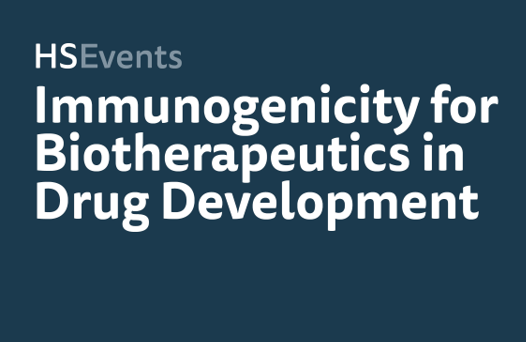 HSEvents
Immunogenicity for
Biotherapeutics in
Drug Development